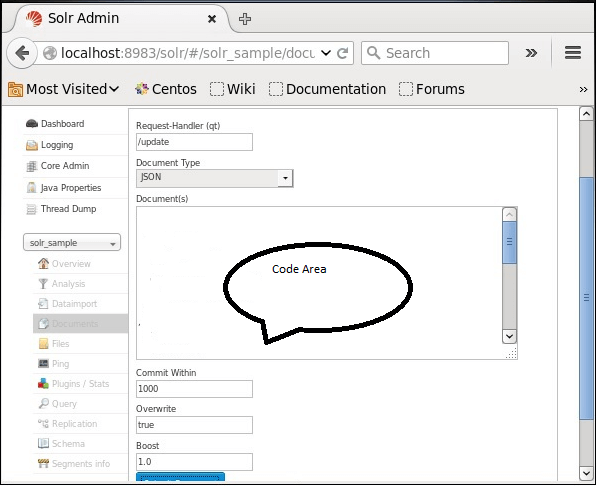 Solr Admin
localhost:8983/solr/#/solr_sample/docu
Search
Most Visited
Centos
Wiki
Documentation
Forums
Dashboard
Logging
Core Admin
Java Properties
Thread Dump
solr_sample
Overview
Analysis
Dataimport
Documents
Files
Ping
Plugins / Stats
Query
Replication
Schema
Segments info
Request-Handler (qt)
/update
Document Type
JSON
Document(s)
Code Area
Commit Within
1000
Overwrite
true
Boost
1.0